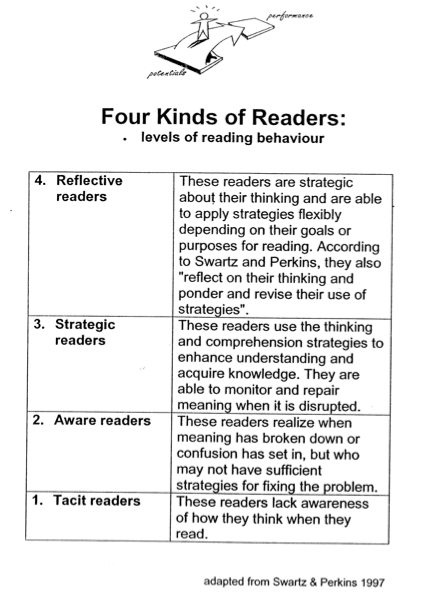 performance
potentials
Four Kinds of Readers:
• levels of reading behaviour
4. Reflective
readers
These readers are strategic
about their thinking and are able
to apply strategies flexibly
depending on their goals or
purposes for reading. According
to Swartz and Perkins, they also
"reflect on their thinking and
ponder and revise their use of
strategies".
3. Strategic
readers
These readers use the thinking
and comprehension strategies to
enhance understanding and
acquire knowledge. They are
able to monitor and repair
meaning when it is disrupted.
2. Aware readers
These readers realize when
meaning has broken down or
confusion has set in, but who
may not have sufficient
strategies for fixing the problem.
1. Tacit readers
These readers lack awareness
of how they think when they
read.
adapted from Swartz & Perkins 1997